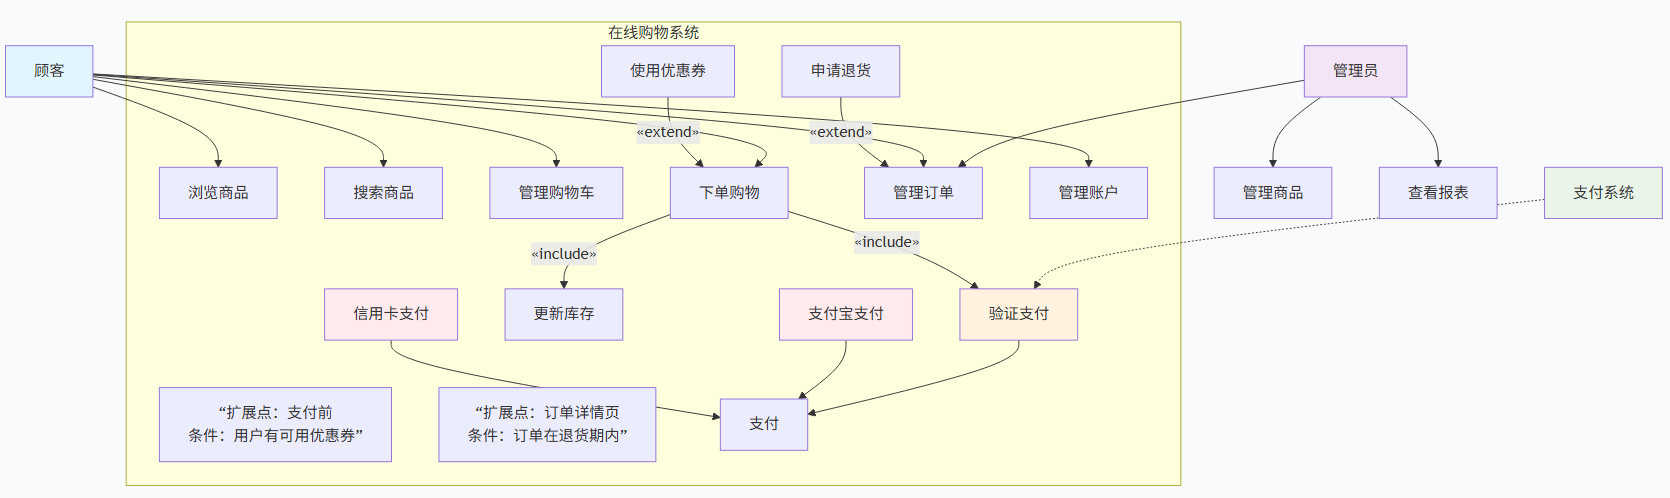 在线购物系统
顾客
使用优惠券
申请退货
管理员
«extend»
«extend»
浏览商品
搜索商品
管理购物车
下单购物
管理订单
管理账户
管理商品
查看报表
支付系统
«include»
«include»
信用卡支付
更新库存
支付宝支付
验证支付
“扩展点：支付前
条件：用户有可用优惠券”
“扩展点：订单详情页
条件：订单在退货期内”
支付